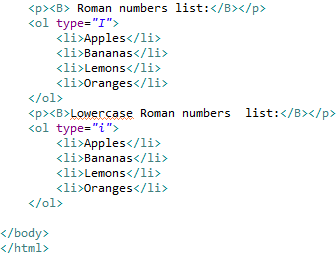 <p><B> Roman numbers list:</B></p>
<ol type="I">
<li>Apples</li>
<li>Bananas</li>
<li>Lemons</li>
<li>Oranges</li>
</ol>
<p><B>Lowercase Roman numbers  list:</B></p>
<ol type="i">
<li>Apples</li>
<li>Bananas</li>
<li>Lemons</li>
<li>Oranges</li>
</ol>
</body>
</html>